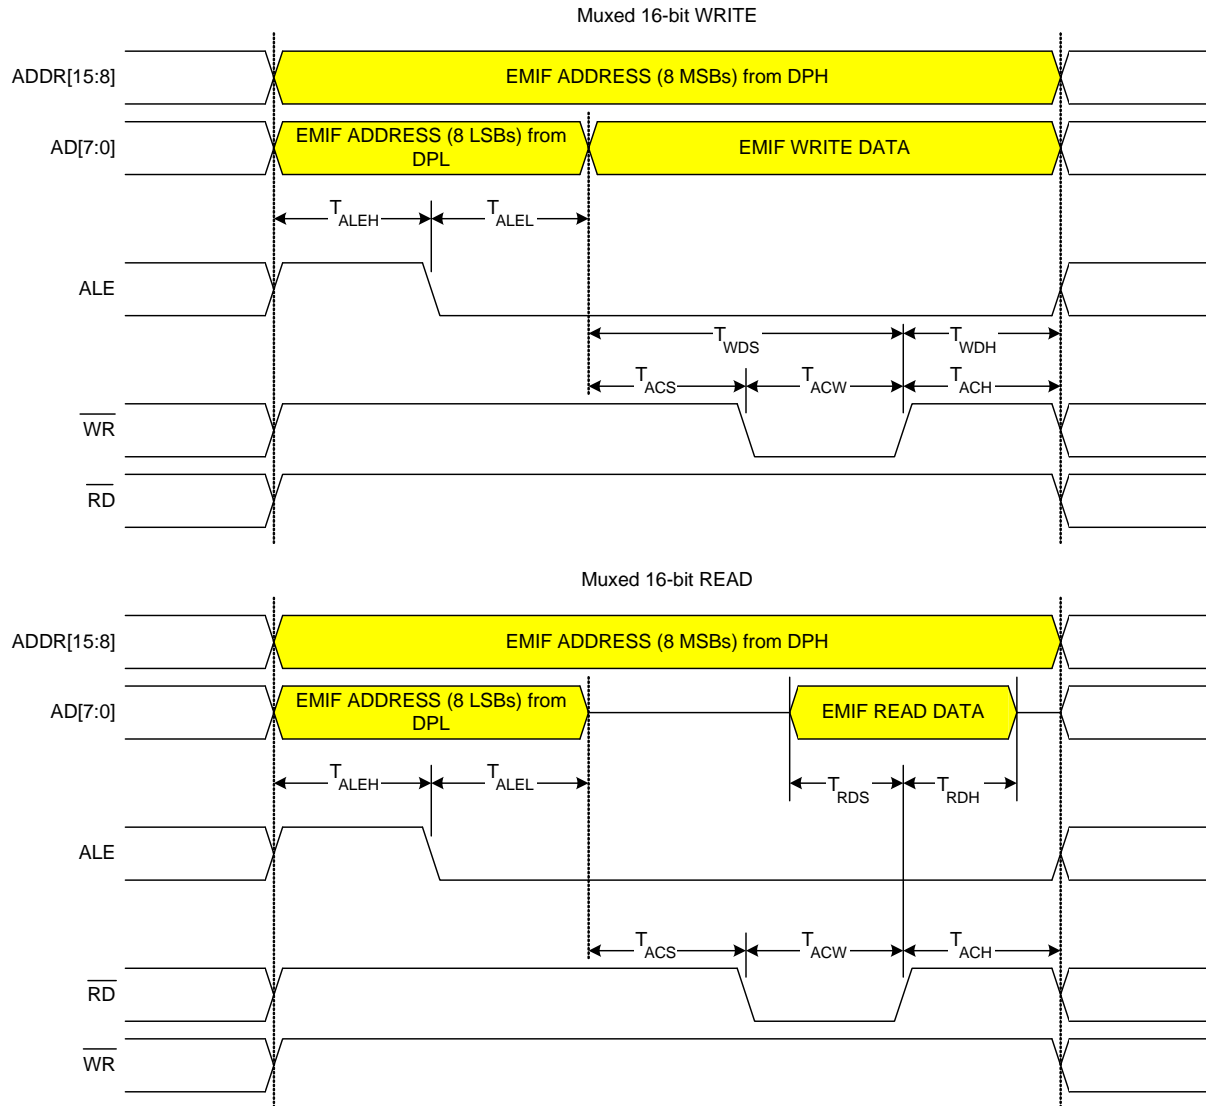 Muxed 16-bit WRITE
ADDR[15:8]
EMIF ADDRESS (8 MSBs) from DPH
AD[7:0]
EMIF ADDRESS (8 LSBs) from
DPL
EMIF WRITE DATA
TALEH
TALEL
ALE
TWDS
TWDH
TACS
TACW
TACH
WR
RD
Muxed 16-bit READ
ADDR[15:8]
EMIF ADDRESS (8 MSBs) from DPH
AD[7:0]
EMIF ADDRESS (8 LSBs) from
DPL
EMIF READ DATA
TALEH
TALEL
TRDS
TRDH
ALE
TACS
TACW
TACH
RD
WR